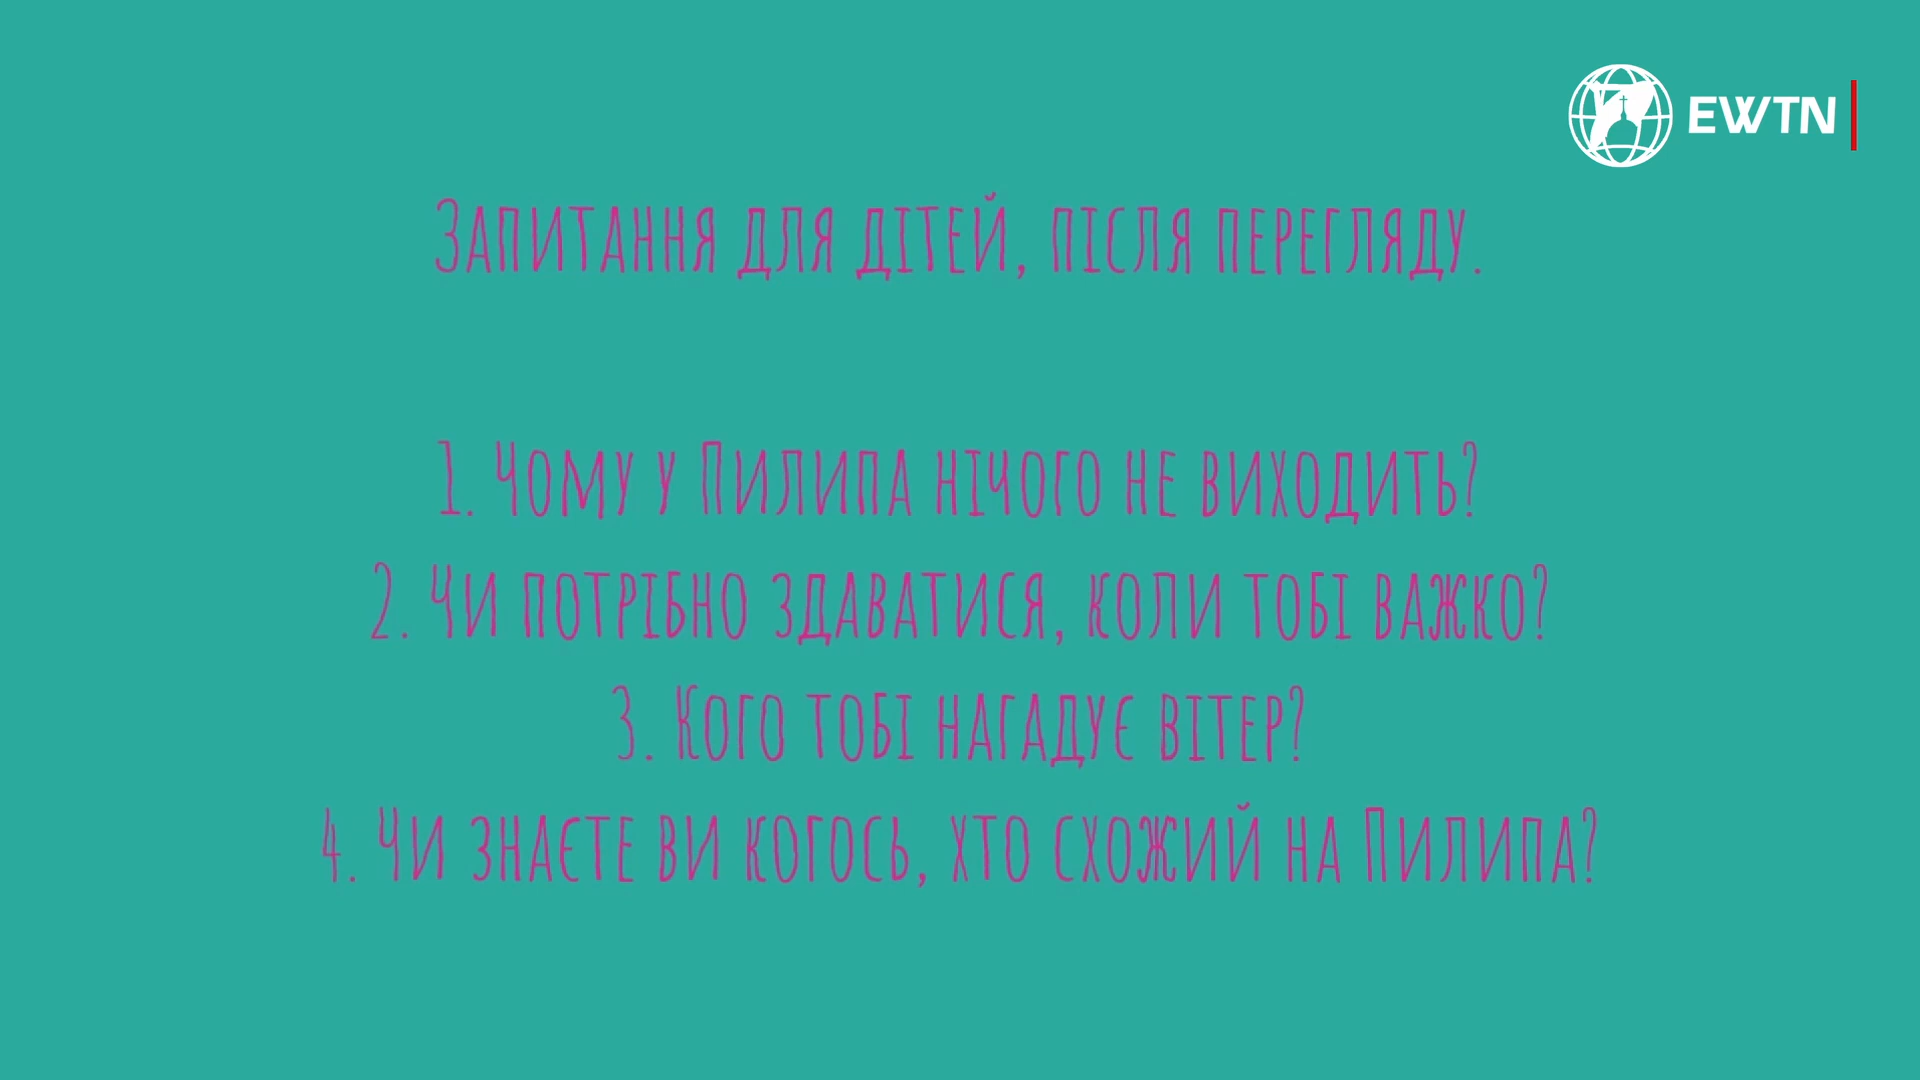 EWTN
Запитання для дітей, після перегляду.
1. Чому у Пилипа нічого не виходить?
2. Чи потрібно здаватися, коли тобі важко?
3. Кого тобі нагадує вітер?
4. Чи знаєте ви когось, хто схожий на Пилипа?